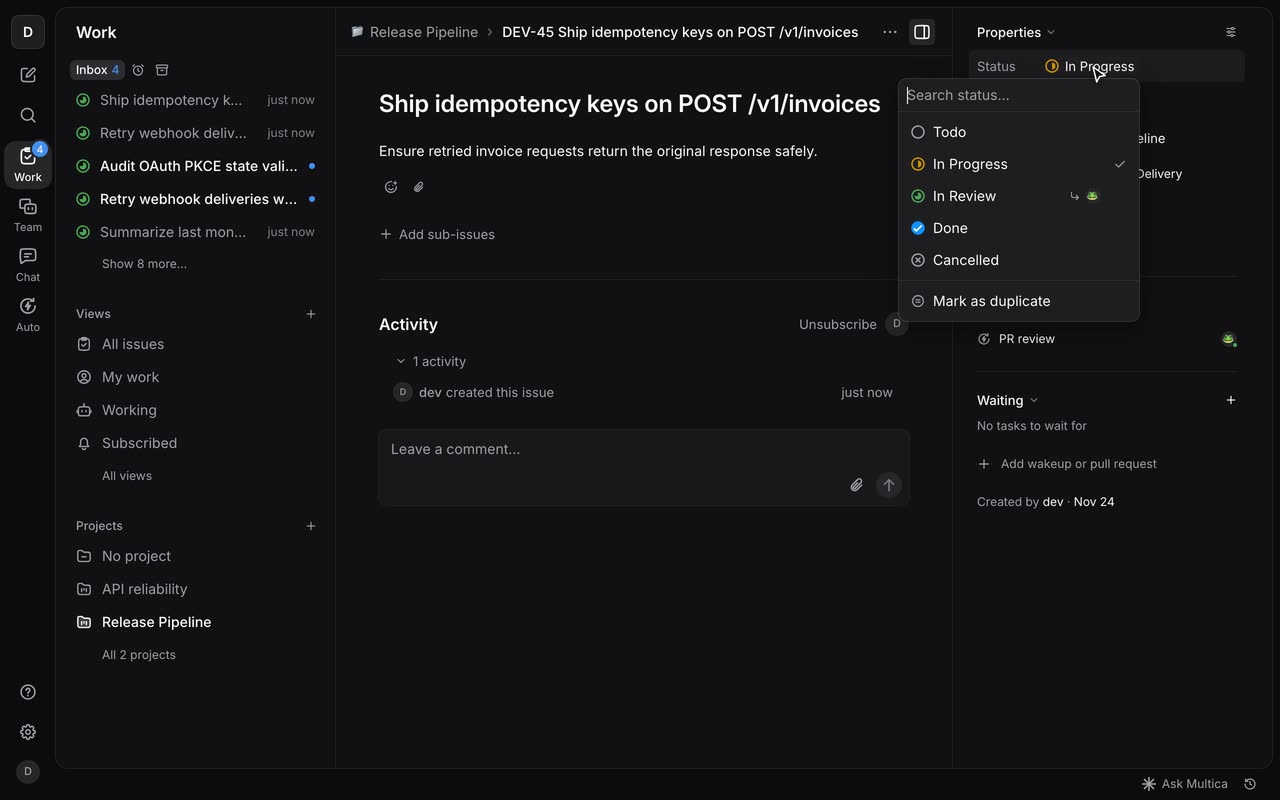 D
Work
4
Team
Chat
Auto
D
Work
Inbox 4
Ship idempotency k... just now
Retry webhook deliv... just now
Audit OAuth PKCE state vali...
Retry webhook deliveries w...
Summarize last mon... just now
Show 8 more...
Views
All issues
My work
Working
Subscribed
All views
Projects
No project
API reliability
Release Pipeline
All 2 projects
Release Pipeline › DEV-45 Ship idempotency keys on POST /v1/invoices
Ship idempotency keys on POST /v1/invoices
Ensure retried invoice requests return the original response safely.
Add sub-issues
Activity
Unsubscribe D
1 activity
D dev created this issue just now
Leave a comment...
Properties
Status In Progress
Search status...
Todo
In Progress
In Review
Done
Cancelled
Mark as duplicate
eline
Delivery
PR review
Waiting
No tasks to wait for
Add wakeup or pull request
Created by dev · Nov 24
Ask Multica